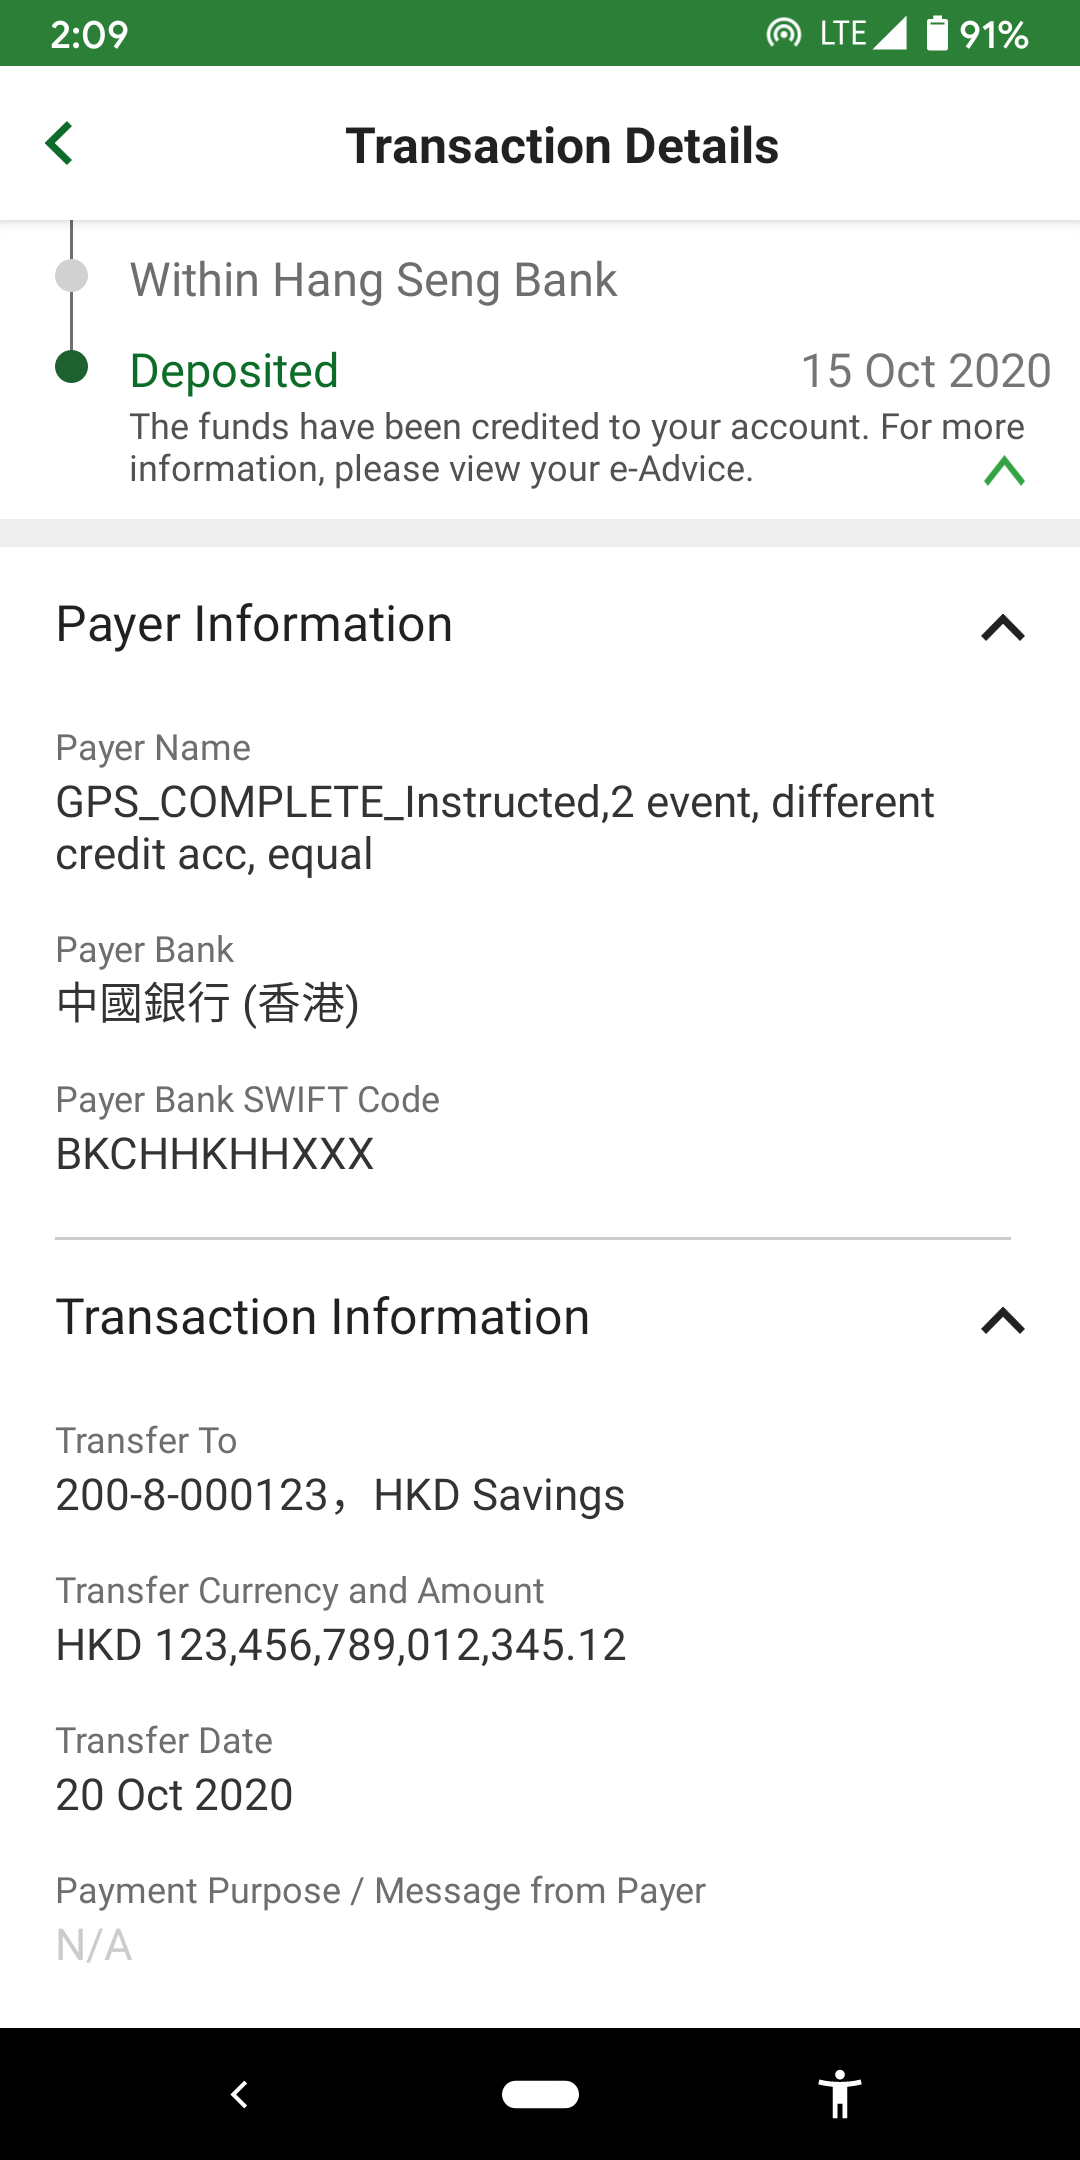 2:09 LTE 91%
Transaction Details
Within Hang Seng Bank
Deposited 15 Oct 2020
The funds have been credited to your account. For more
information, please view your e-Advice.
Payer Information
Payer Name
GPS_COMPLETE_Instructed,2 event, different
credit acc, equal
Payer Bank
中國銀行 (香港)
Payer Bank SWIFT Code
BKCHHKHHXXX
Transaction Information
Transfer To
200-8-000123，HKD Savings
Transfer Currency and Amount
HKD 123,456,789,012,345.12
Transfer Date
20 Oct 2020
Payment Purpose / Message from Payer
N/A